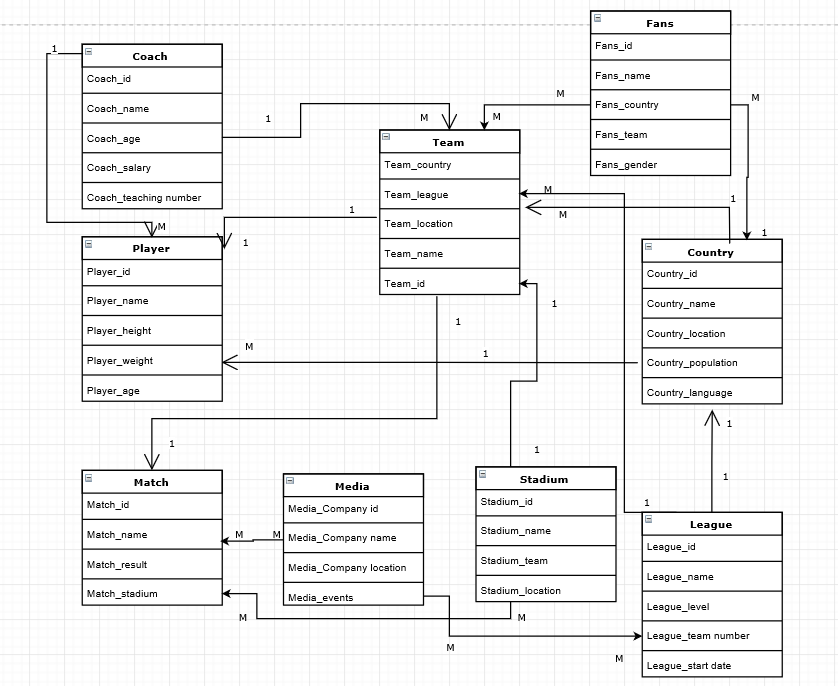 Fans
Fans_id
Fans_name
Fans_country
Fans_team
Fans_gender
1
Coach
Coach_id
Coach_name
Coach_age
Coach_salary
Coach_teaching number
1
M
M
M
M
Team
Team_country
Team_league
Team_location
Team_name
Team_id
M
M
1
1
M
Player
Player_id
Player_name
Player_height
Player_weight
Player_age
1
1
M
1
Country
Country_id
Country_name
Country_location
Country_population
Country_language
1
1
1
1
1
1
1
Match
Match_id
Match_name
Match_result
Match_stadium
Media
Media_Company id
Media_Company name
Media_Company location
Media_events
M
M
Stadium
Stadium_id
Stadium_name
Stadium_team
Stadium_location
1
League
League_id
League_name
League_level
League_team number
League_start date
M
M
M
M